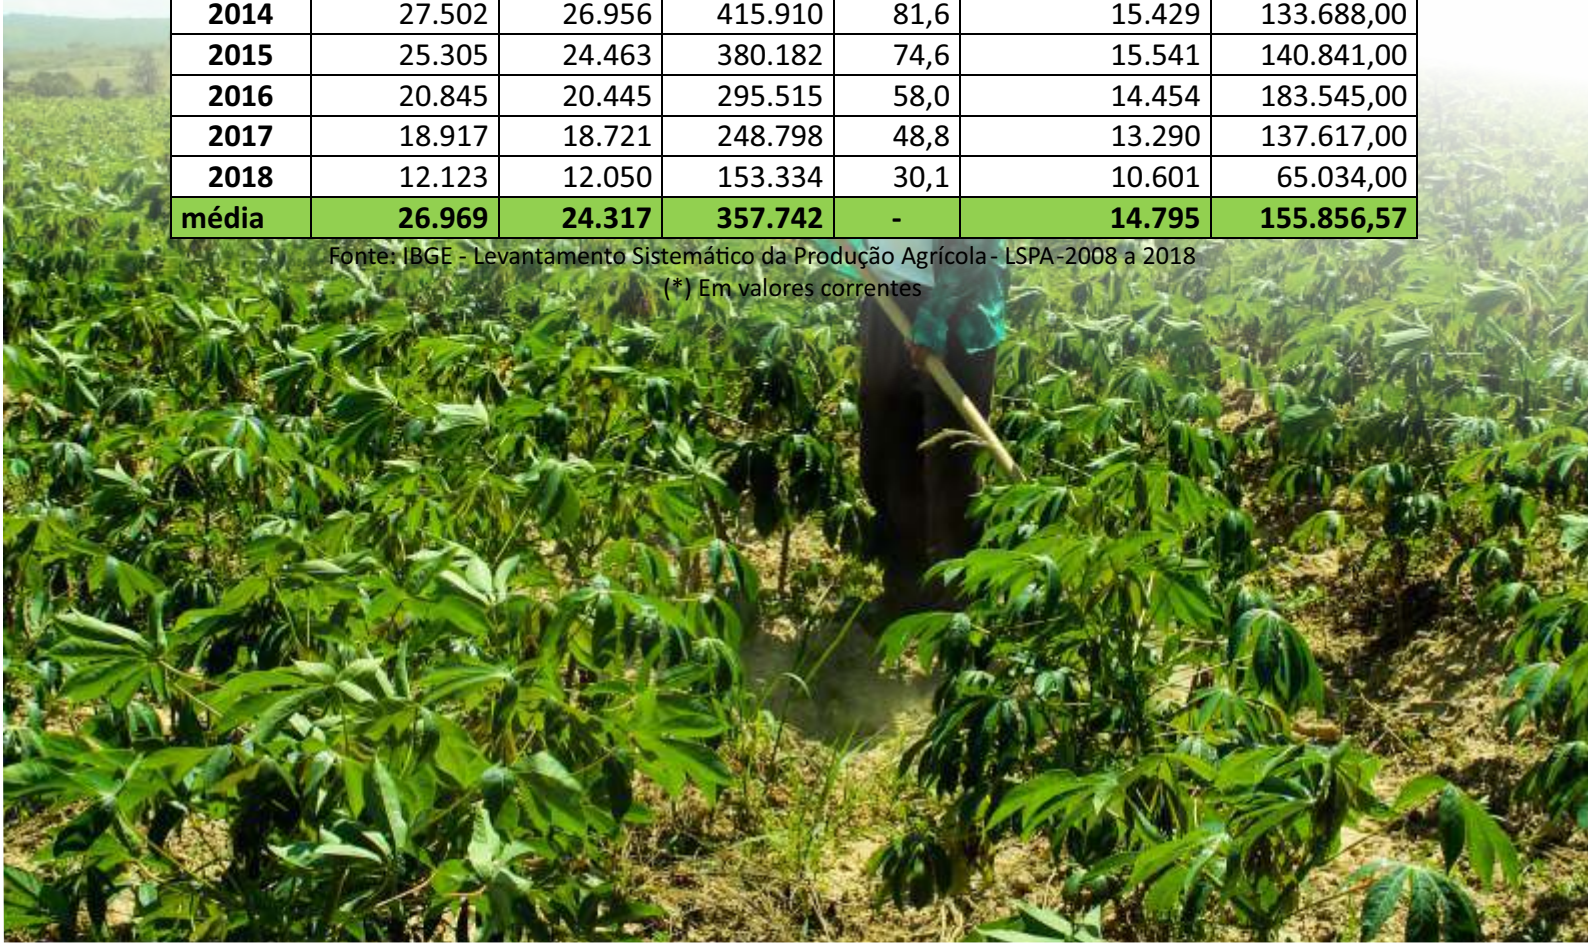 2014 27.502 26.956 415.910 81,6 15.429 133.688,00
2015 25.305 24.463 380.182 74,6 15.541 140.841,00
2016 20.845 20.445 295.515 58,0 14.454 183.545,00
2017 18.917 18.721 248.798 48,8 13.290 137.617,00
2018 12.123 12.050 153.334 30,1 10.601 65.034,00
média 26.969 24.317 357.742 - 14.795 155.856,57
Fonte: IBGE - Levantamento Sistemático da Produção Agrícola - LSPA-2008 a 2018
(*) Em valores correntes